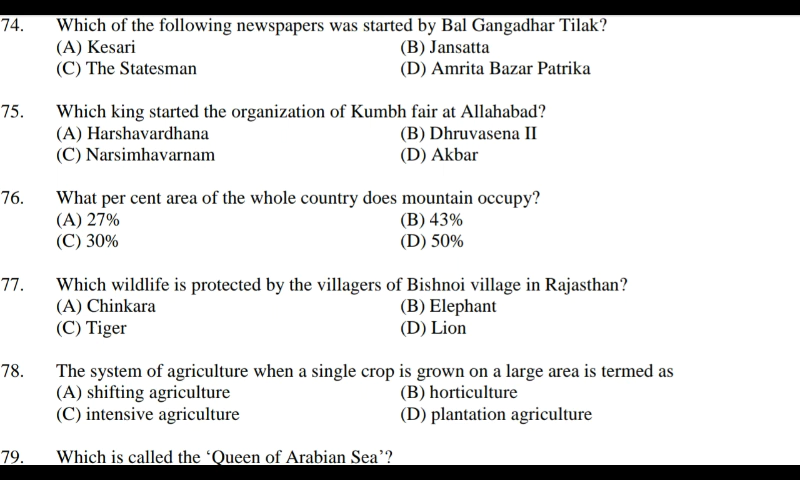 74. Which of the following newspapers was started by Bal Gangadhar Tilak?
(A) Kesari (B) Jansatta
(C) The Statesman (D) Amrita Bazar Patrika
75. Which king started the organization of Kumbh fair at Allahabad?
(A) Harshavardhana (B) Dhruvasena II
(C) Narsimhavarnam (D) Akbar
76. What per cent area of the whole country does mountain occupy?
(A) 27% (B) 43%
(C) 30% (D) 50%
77. Which wildlife is protected by the villagers of Bishnoi village in Rajasthan?
(A) Chinkara (B) Elephant
(C) Tiger (D) Lion
78. The system of agriculture when a single crop is grown on a large area is termed as
(A) shifting agriculture (B) horticulture
(C) intensive agriculture (D) plantation agriculture
79. Which is called the ‘Queen of Arabian Sea’?